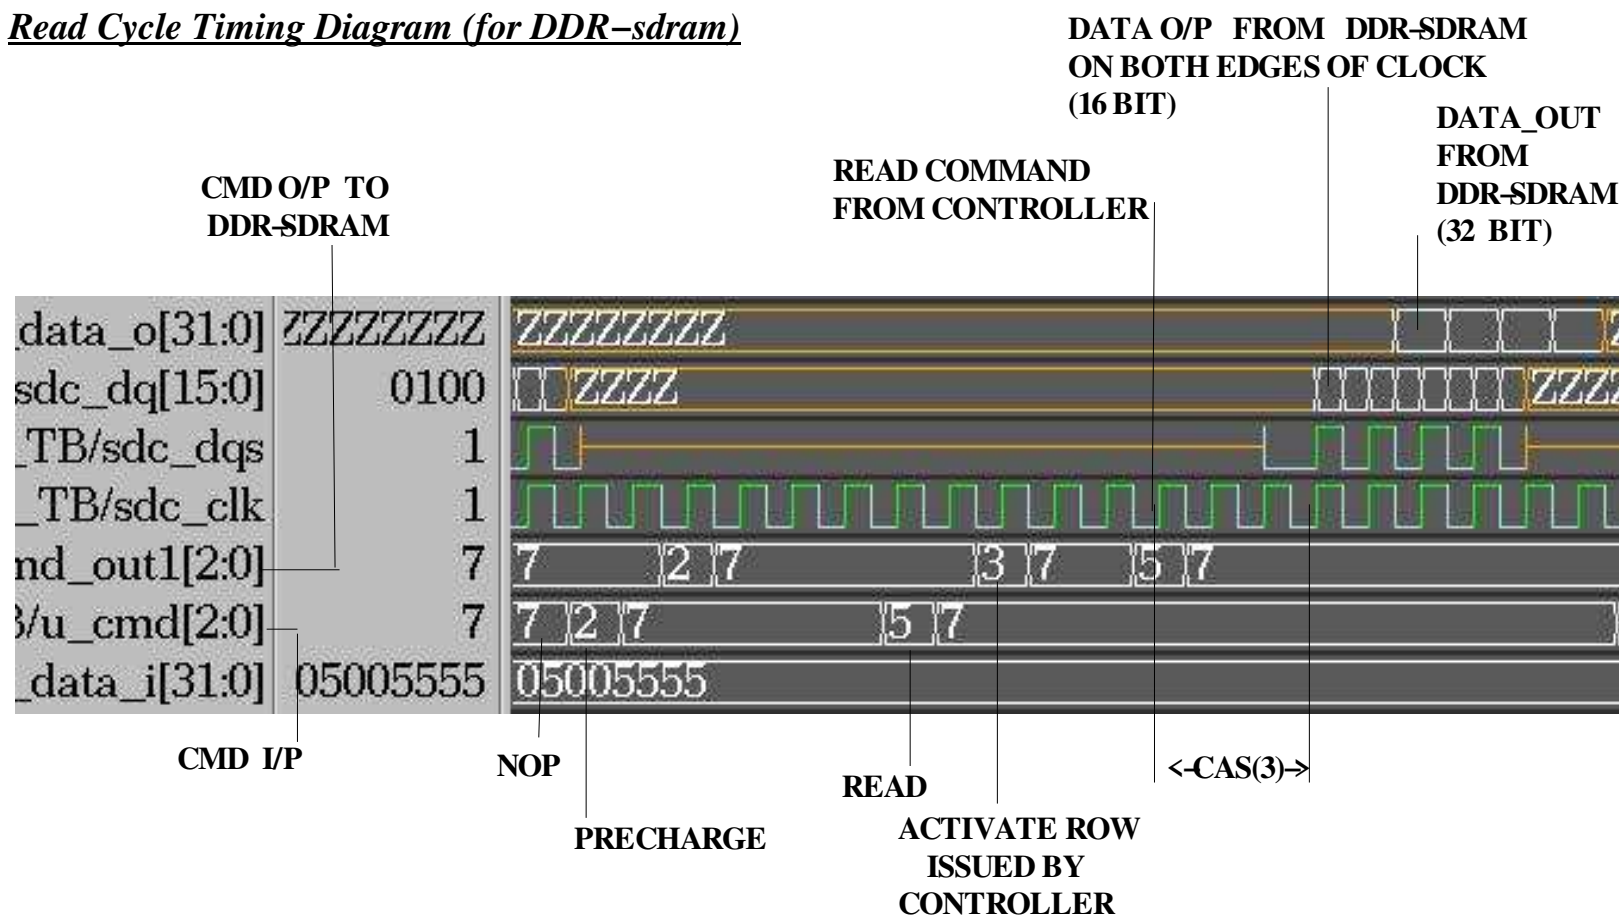 Read Cycle Timing Diagram (for DDR–sdram)
DATA O/P FROM DDR–SDRAM
ON BOTH EDGES OF CLOCK
(16 BIT)
DATA_OUT
FROM
DDR–SDRAM
(32 BIT)
READ COMMAND
FROM CONTROLLER
CMD O/P TO
DDR–SDRAM
_data_o[31:0] ZZZZZZZZ ZZZZZZZZ Z
sdc_dq[15:0] 0100 ZZZZ ZZZZ
_TB/sdc_dqs 1
_TB/sdc_clk 1
md_out1[2:0] 7 7 2 7 3 7 5 7
B/u_cmd[2:0] 7 7 2 7 5 7
_data_i[31:0] 05005555 05005555
CMD I/P
NOP
PRECHARGE
READ
ACTIVATE ROW
ISSUED BY
CONTROLLER
<–CAS(3)–>